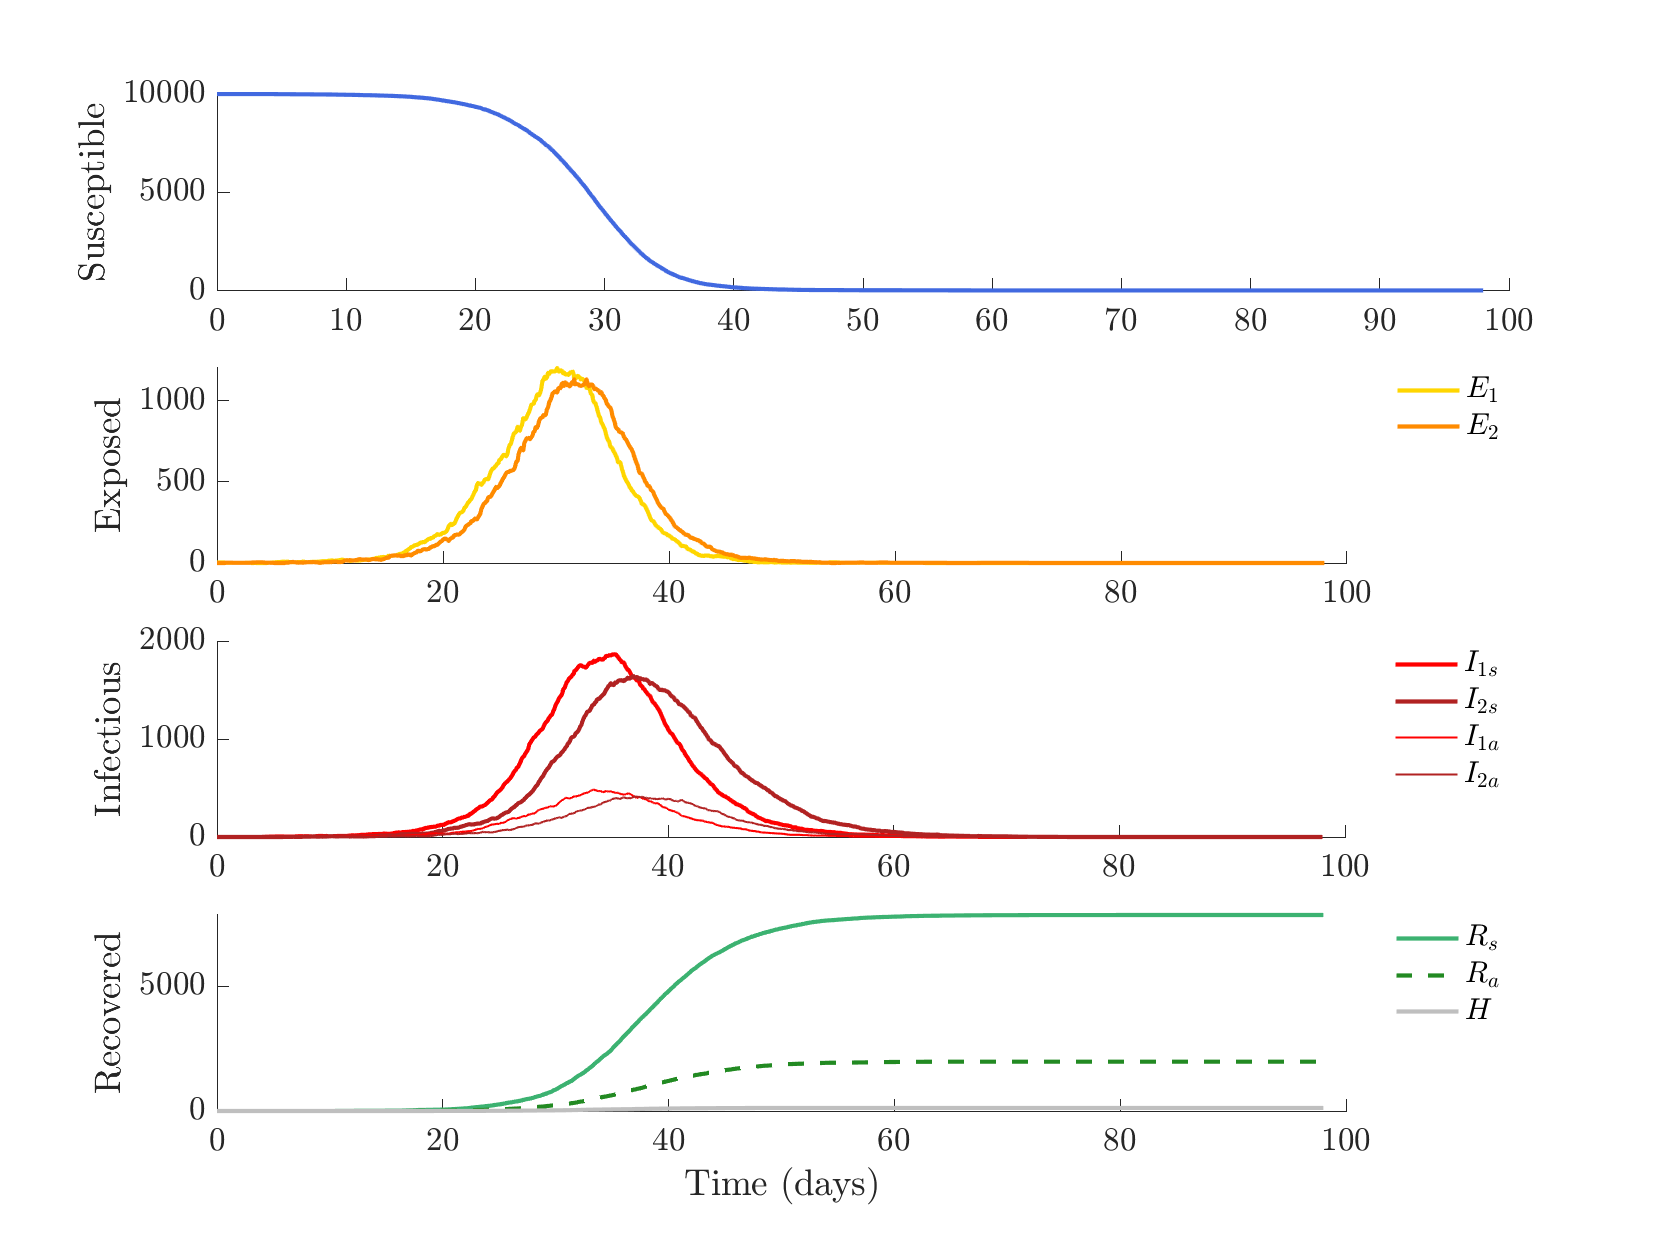 Susceptible
10000
5000
0
0 10 20 30 40 50 60 70 80 90 100
Exposed
1000
500
0
0 20 40 60 80 100
E1
E2
Infectious
2000
1000
0
0 20 40 60 80 100
I1s
I2s
I1a
I2a
Recovered
5000
0
0 20 40 60 80 100
Rs
Ra
H
Time (days)